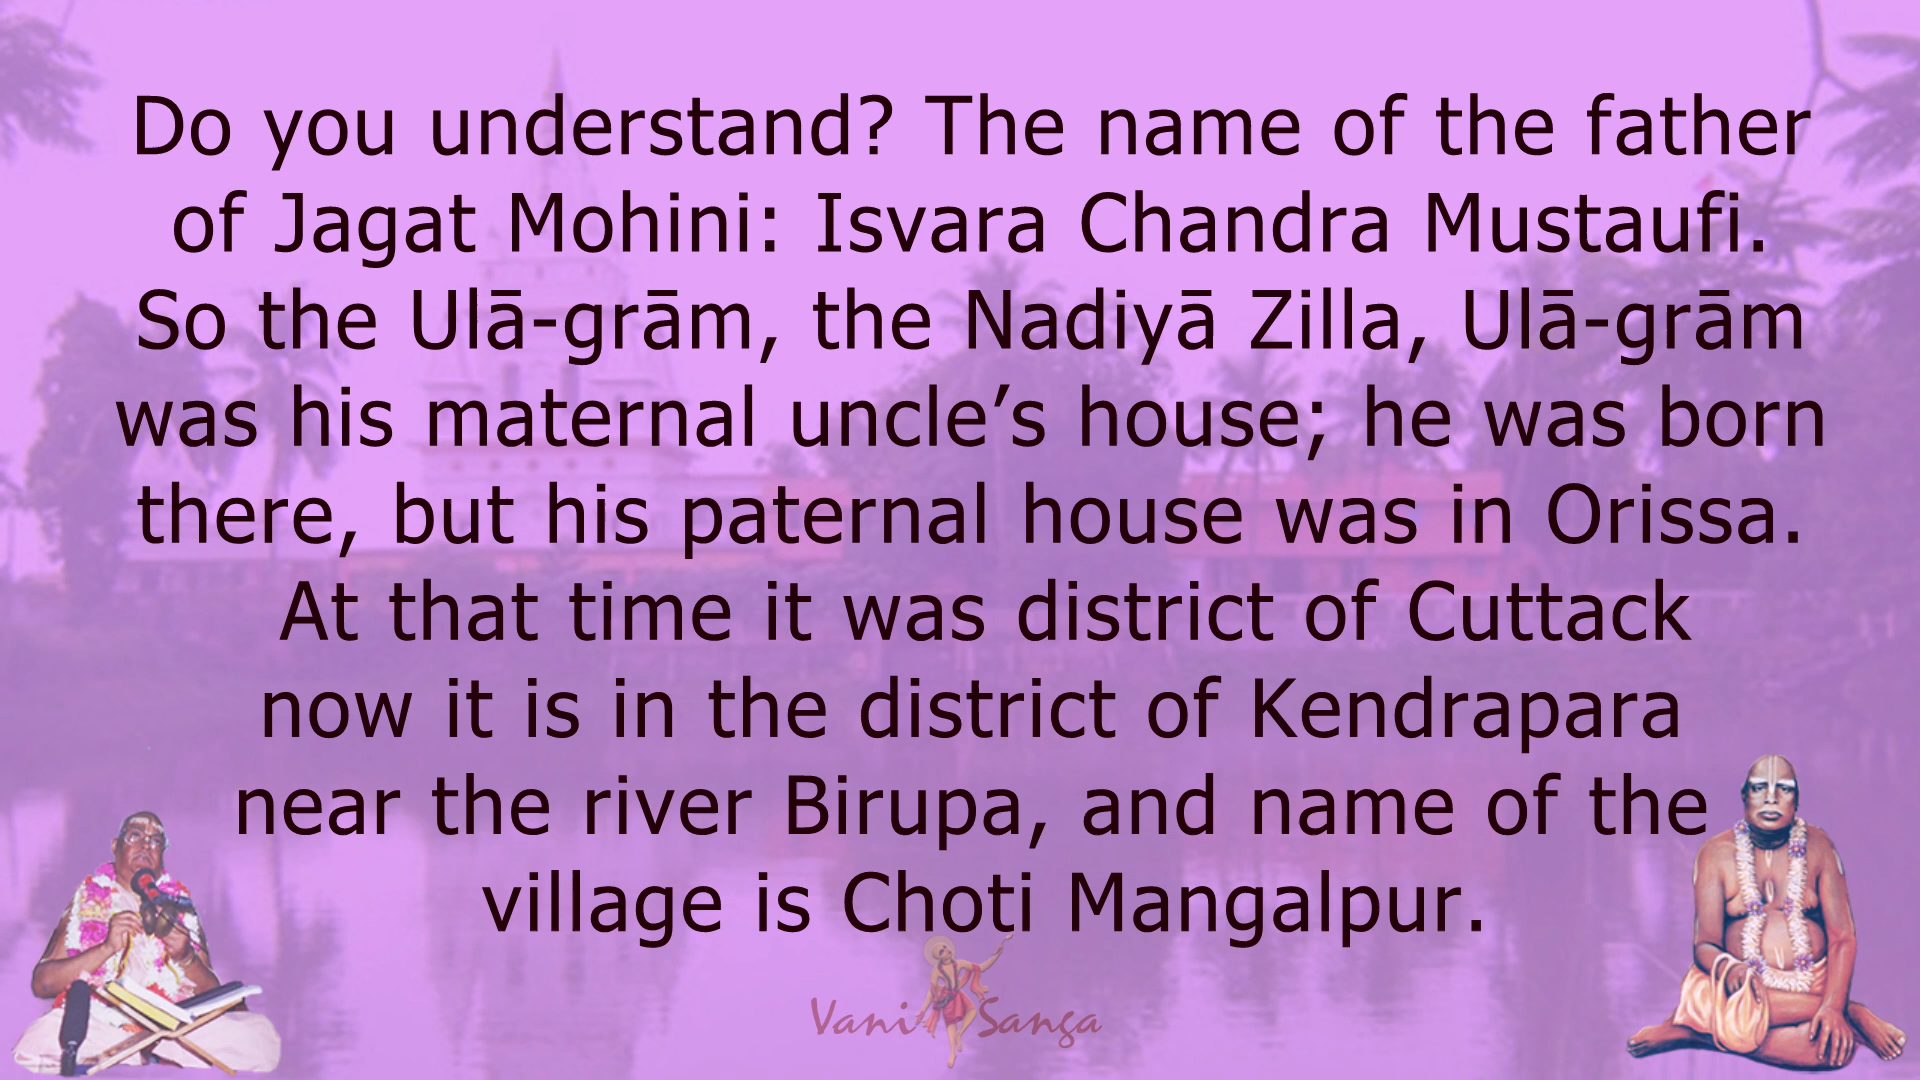 Do you understand? The name of the father
of Jagat Mohini: Isvara Chandra Mustaufi.
So the Ulā-grām, the Nadiyā Zilla, Ulā-grām
was his maternal uncle’s house; he was born
there, but his paternal house was in Orissa.
At that time it was district of Cuttack
now it is in the district of Kendrapara
near the river Birupa, and name of the
village is Choti Mangalpur.
Vani Sanga